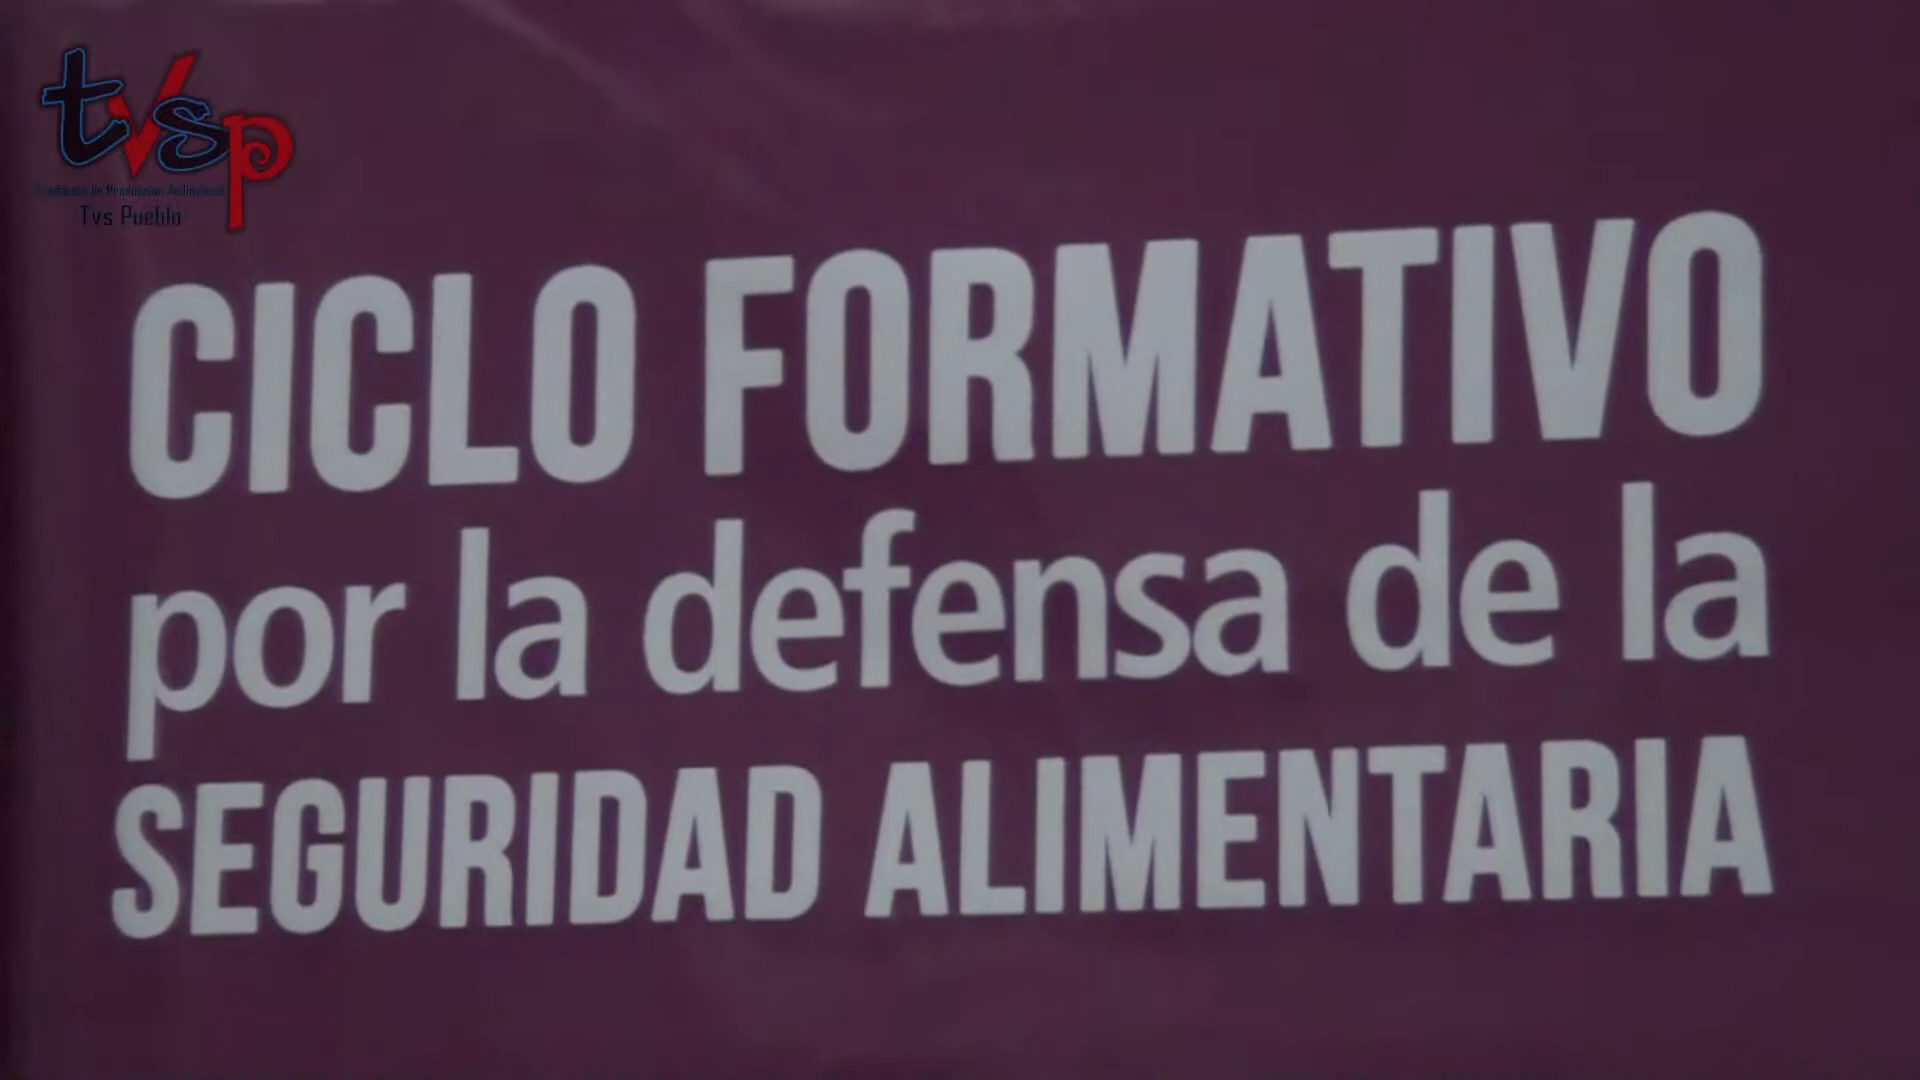 tvsp
Tvs Pueblo
CICLO FORMATIVO
por la defensa de la
SEGURIDAD ALIMENTARIA